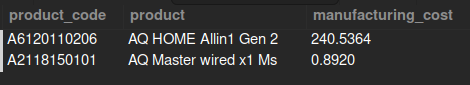 product_code product manufacturing_cost
A6120110206 AQ HOME Allin1 Gen 2 240.5364
A2118150101 AQ Master wired x1 Ms 0.8920